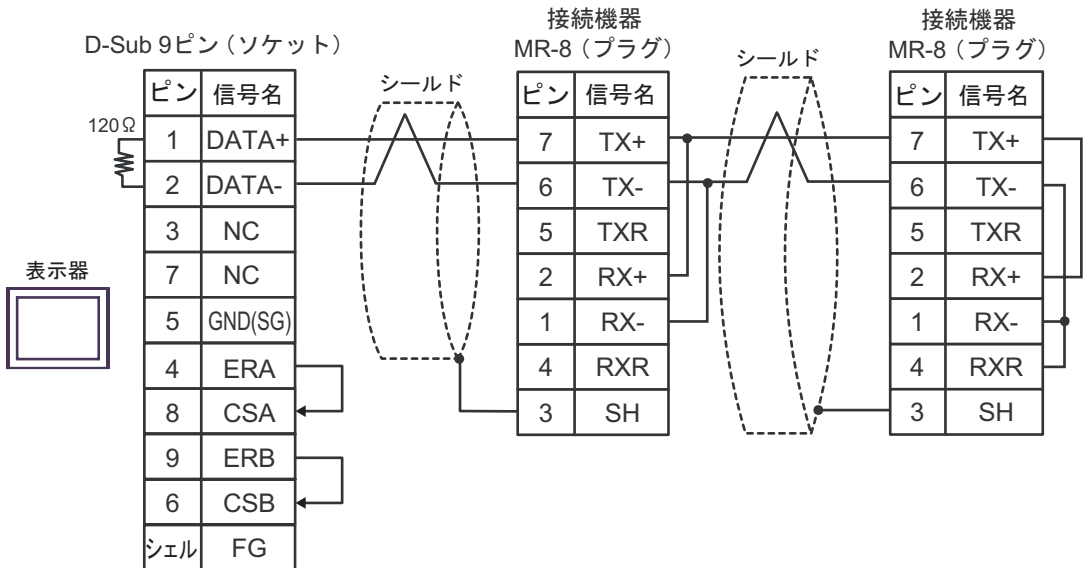 D-Sub 9ピン（ソケット）
120Ω
ピン 信号名
1 DATA+
2 DATA-
3 NC
7 NC
5 GND(SG)
4 ERA
8 CSA
9 ERB
6 CSB
シェル FG
表示器
シールド
接続機器
MR-8（プラグ）
ピン 信号名
7 TX+
6 TX-
5 TXR
2 RX+
1 RX-
4 RXR
3 SH
シールド
接続機器
MR-8（プラグ）
ピン 信号名
7 TX+
6 TX-
5 TXR
2 RX+
1 RX-
4 RXR
3 SH